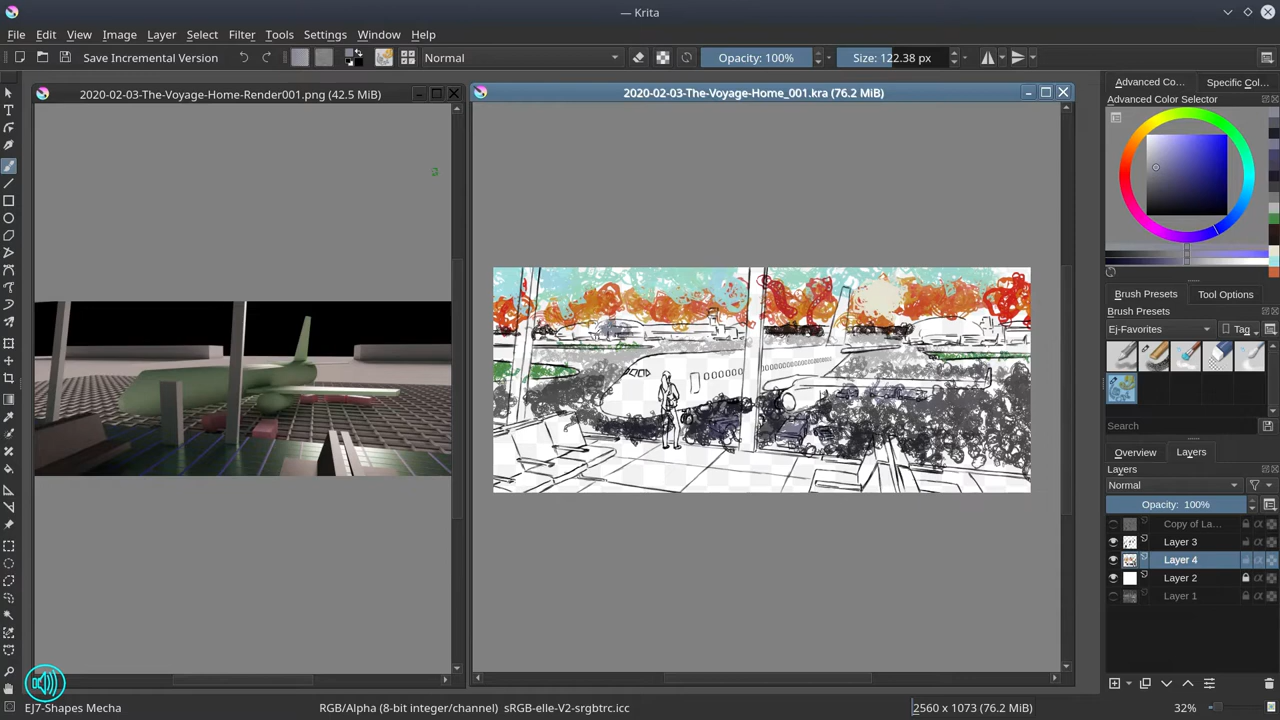 — Krita
File Edit View Image Layer Select Filter Tools Settings Window Help
Save Incremental Version Normal Opacity: 100% Size: 122.38 px
2020-02-03-The-Voyage-Home-Render001.png (42.5 MiB)
2020-02-03-The-Voyage-Home_001.kra (76.2 MiB)
Advanced Co... Specific Col...
Advanced Color Selector
Brush Presets Tool Options
Brush Presets
Ej-Favorites Tag
Search
Overview Layers
Layers
Normal
Opacity: 100%
Copy of La...
Layer 3
Layer 4
Layer 2
Layer 1
EJ7-Shapes Mecha RGB/Alpha (8-bit integer/channel) sRGB-elle-V2-srgbtrc.icc 2560 x 1073 (76.2 MiB) 32%